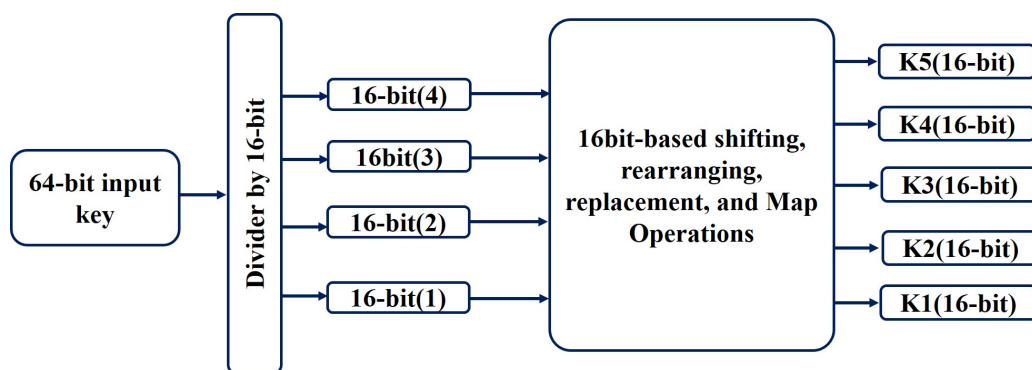 64-bit input
key
Divider by 16-bit
16-bit(4)
16bit(3)
16-bit(2)
16-bit(1)
16bit-based shifting,
rearranging,
replacement, and Map
Operations
K5(16-bit)
K4(16-bit)
K3(16-bit)
K2(16-bit)
K1(16-bit)